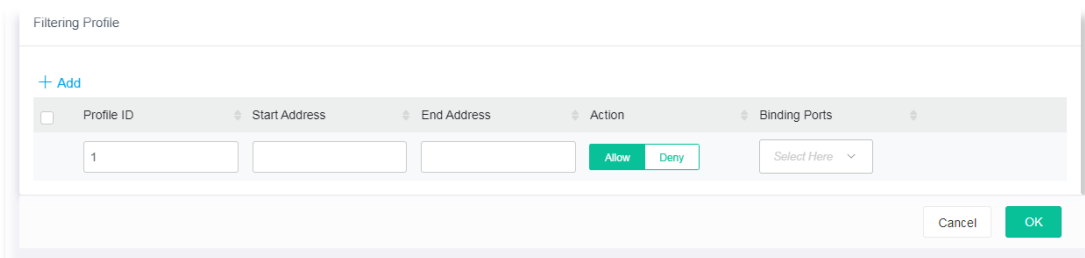 Filtering Profile
+ Add
Profile ID Start Address End Address Action Binding Ports
1 Allow Deny Select Here
Cancel OK